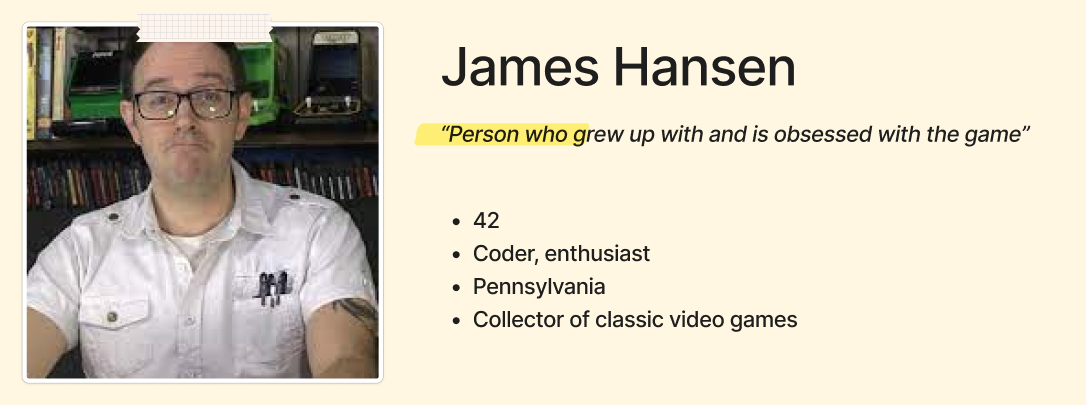 James Hansen
“Person who grew up with and is obsessed with the game”
• 42
• Coder, enthusiast
• Pennsylvania
• Collector of classic video games